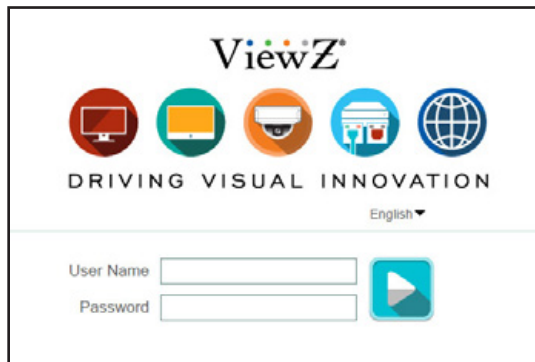 ViewZ
DRIVING VISUAL INNOVATION
English
User Name
Password